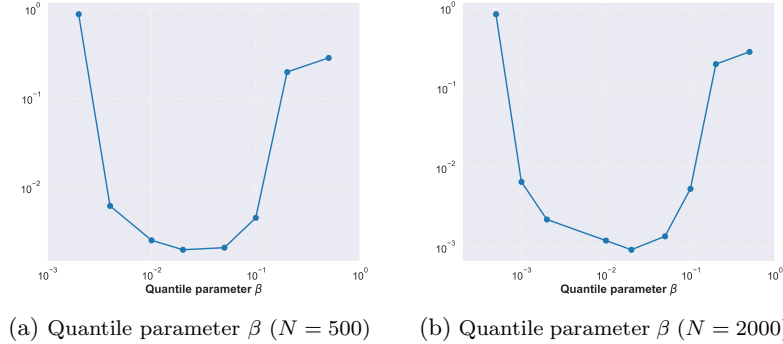 10⁰
10⁻¹
10⁻²
10⁻³ 10⁻² 10⁻¹ 10⁰
Quantile parameter β
(a) Quantile parameter β (N = 500)
10⁰
10⁻¹
10⁻²
10⁻³
10⁻³ 10⁻² 10⁻¹ 10⁰
Quantile parameter β
(b) Quantile parameter β (N = 2000)